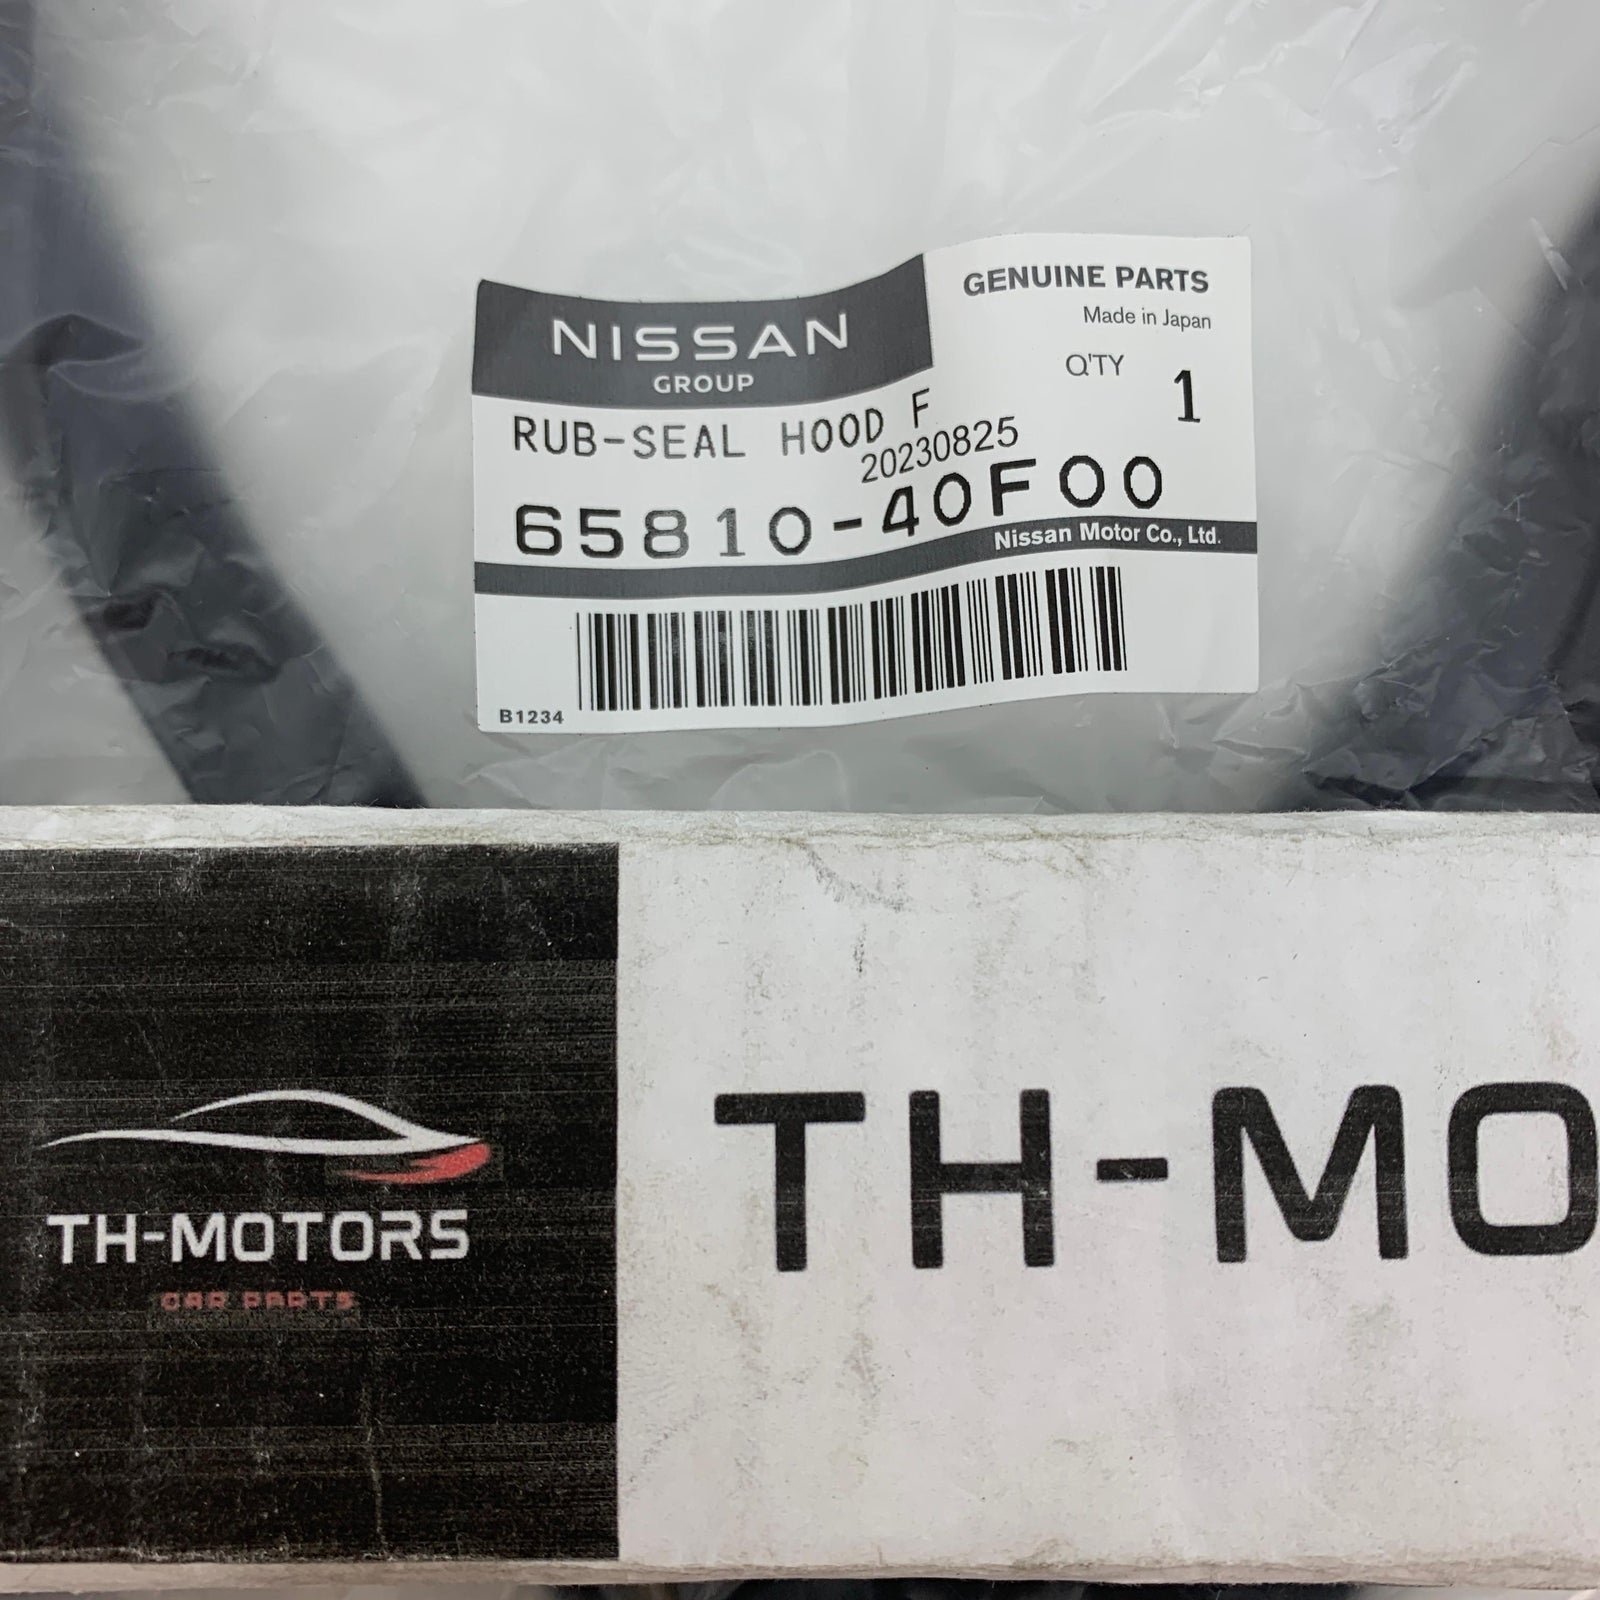 NISSAN
GROUP
GENUINE PARTS
Made in Japan
Q'TY 1
RUB-SEAL HOOD F
20230825
65810-40F00
Nissan Motor Co., Ltd.
B1234
TH-MOTORS
CAR PARTS
TH-MO